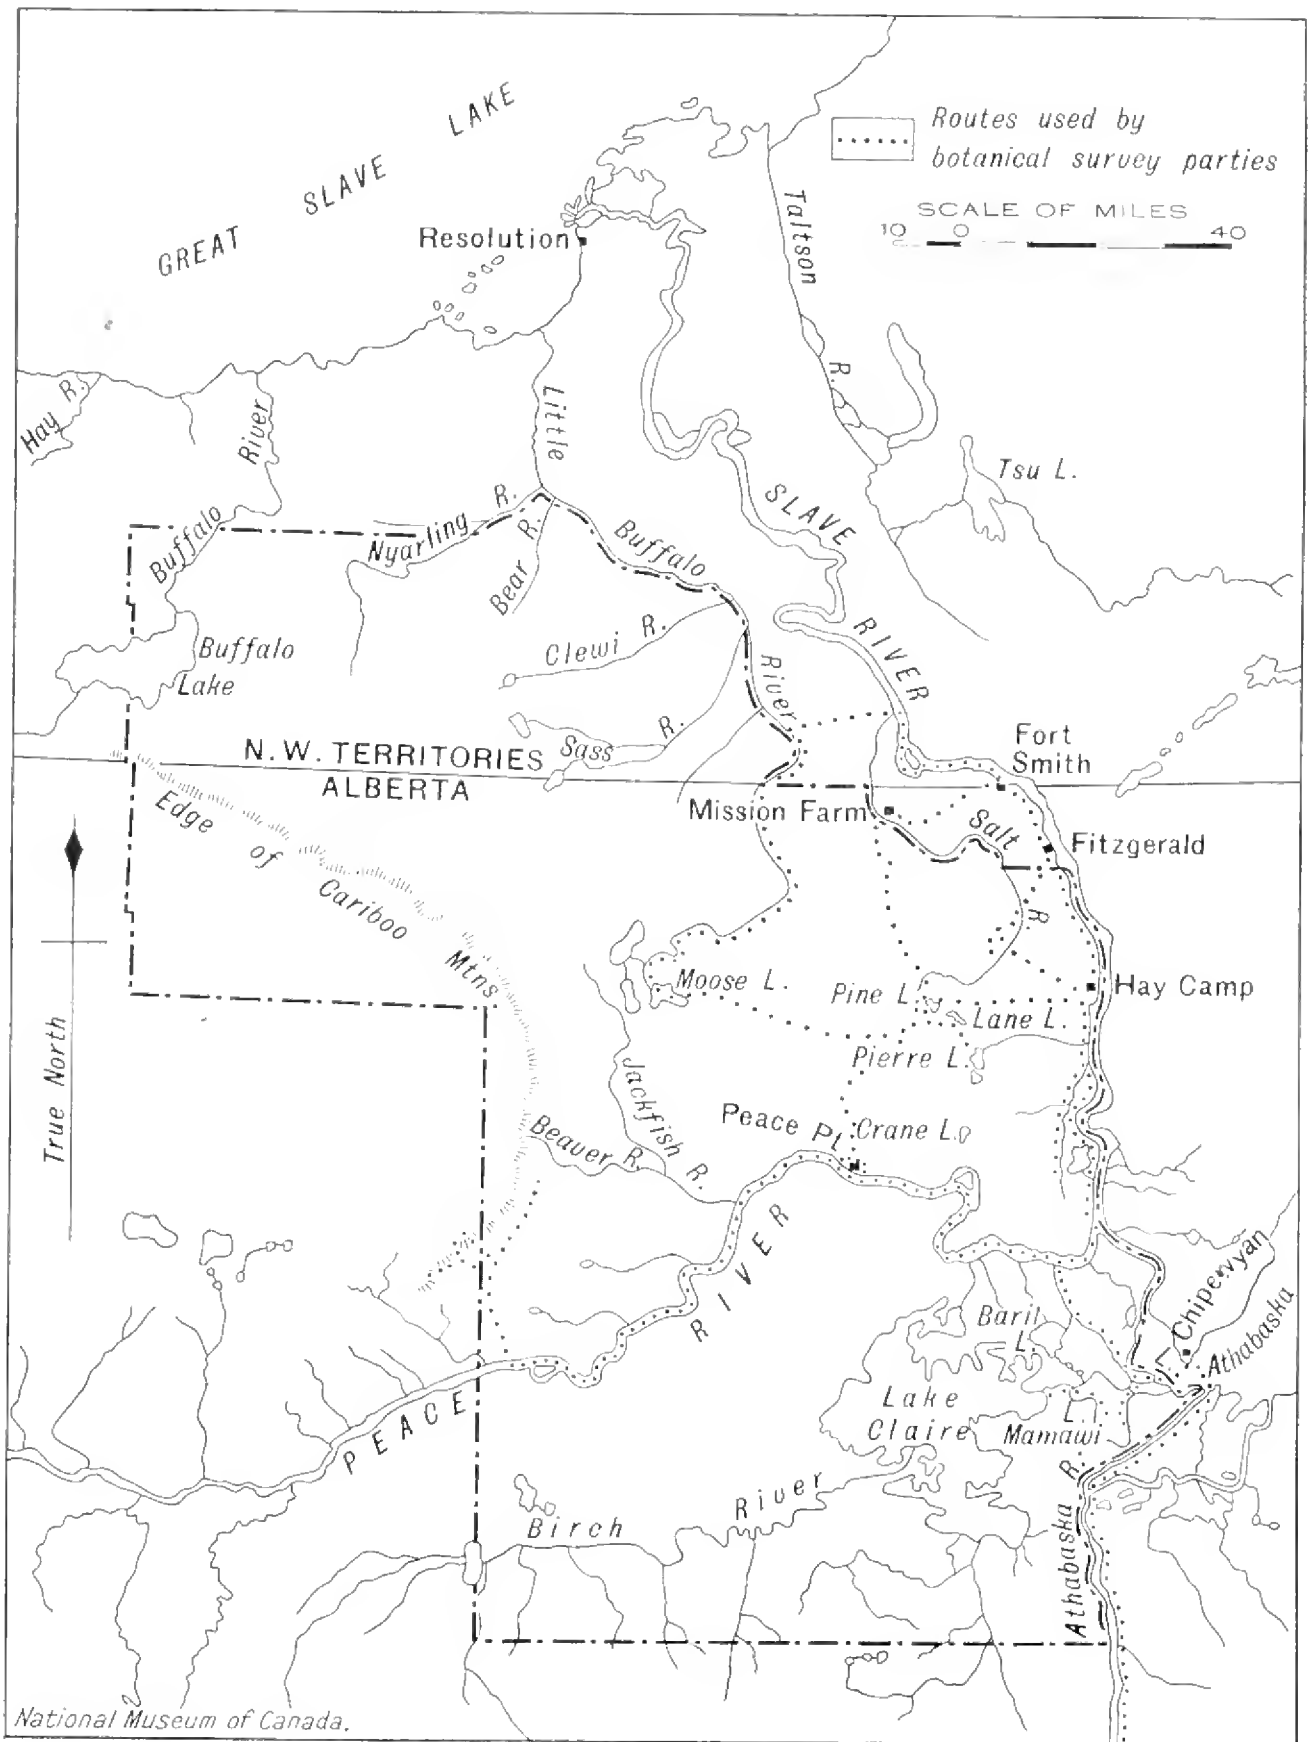 GREAT SLAVE LAKE
Routes used by
botanical survey parties
SCALE OF MILES
10 0 40
Resolution
Taltson R.
Hay R.
Buffalo River
Little Buffalo River
Tsu L.
SLAVE RIVER
Nyarling R.
Bear R.
Clewi R.
Buffalo
Lake
Sass R.
N.W. TERRITORIES
ALBERTA
Fort
Smith
Mission Farm
Salt R.
Fitzgerald
Edge of Cariboo Mtns
Moose L.
Pine L.
Hay Camp
Lane L.
Pierre L.
True North
Jackfish R.
Peace Pt.
Crane L.
Beaver R.
PEACE RIVER
Chipewyan
Baril
L.
L. Athabaska
Lake
Claire
L.
Mamawi
Birch River
Athabaska R.
National Museum of Canada.